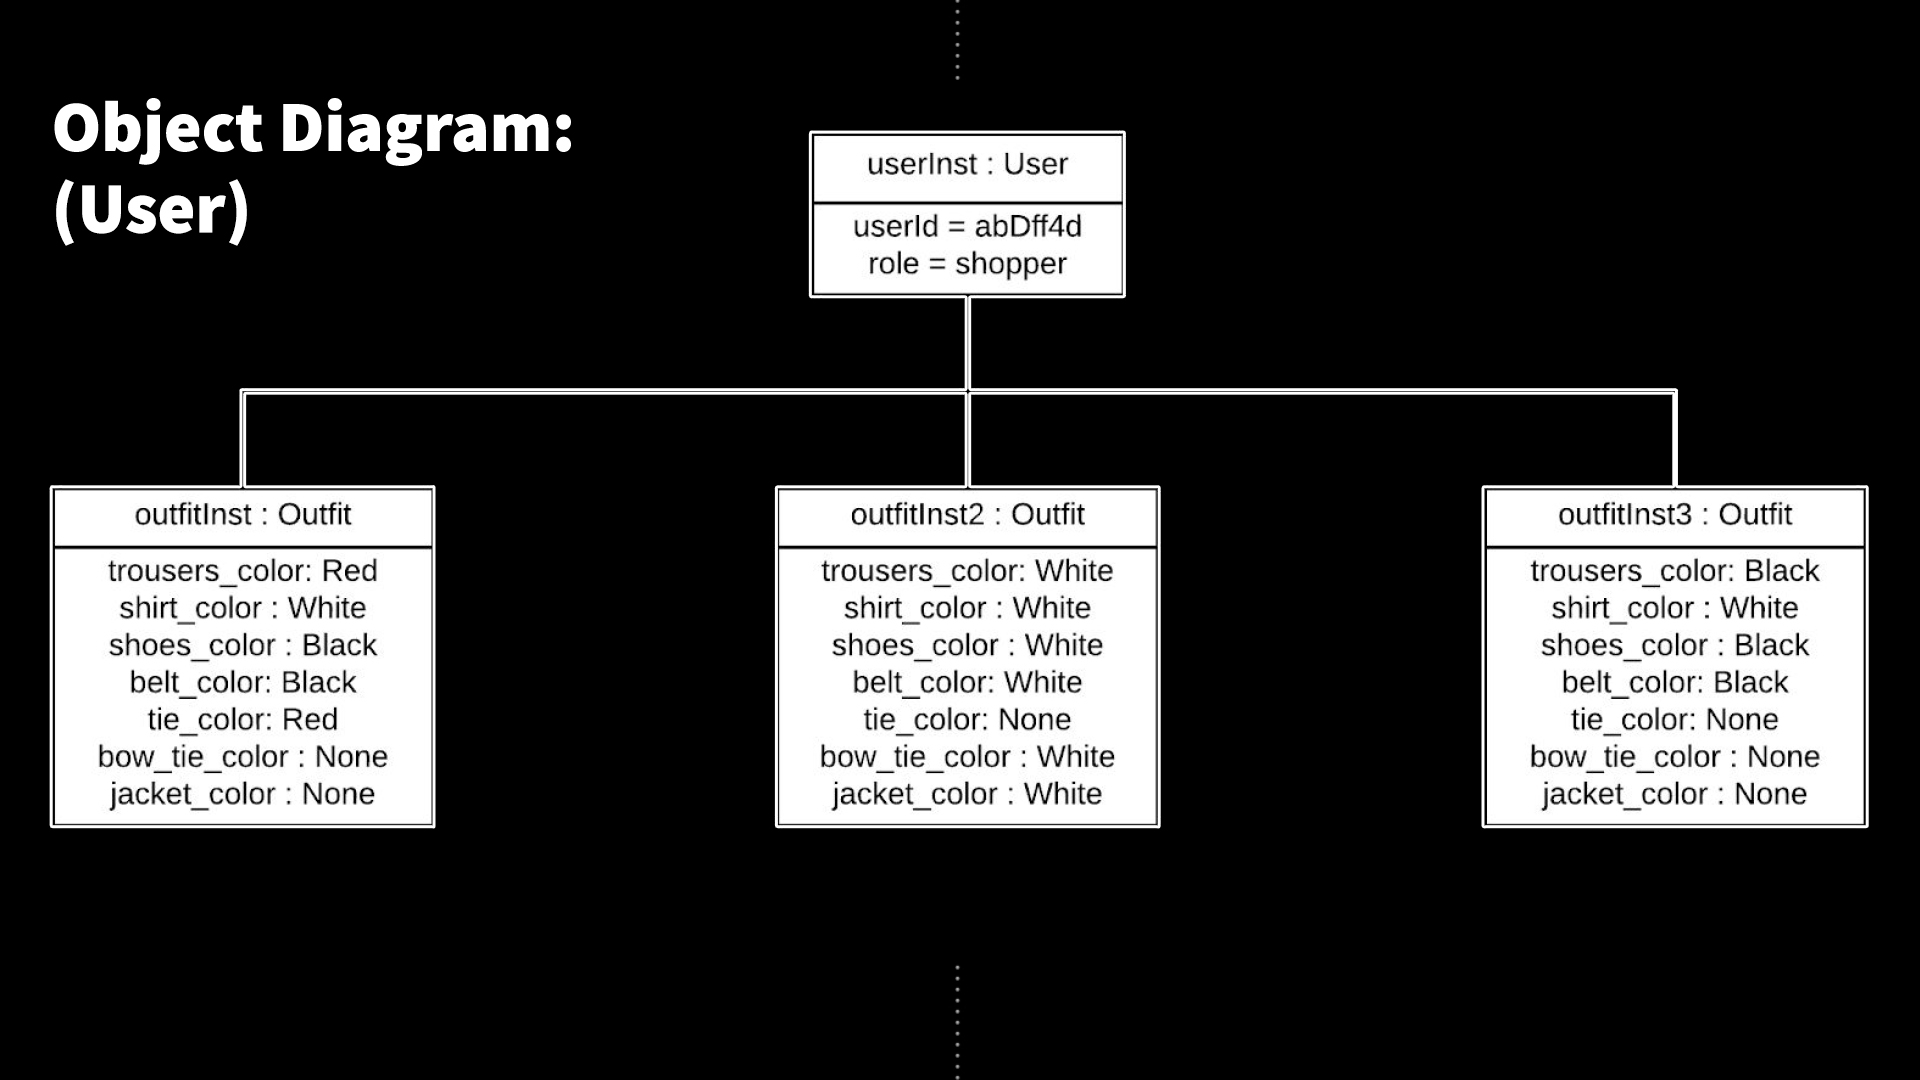 Object Diagram:
(User)
userInst : User
userId = abDff4d
role = shopper
outfitInst : Outfit
trousers_color: Red
shirt_color : White
shoes_color : Black
belt_color: Black
tie_color: Red
bow_tie_color : None
jacket_color : None
outfitInst2 : Outfit
trousers_color: White
shirt_color : White
shoes_color : White
belt_color: White
tie_color: None
bow_tie_color : White
jacket_color : White
outfitInst3 : Outfit
trousers_color: Black
shirt_color : White
shoes_color : Black
belt_color: Black
tie_color: None
bow_tie_color : None
jacket_color : None